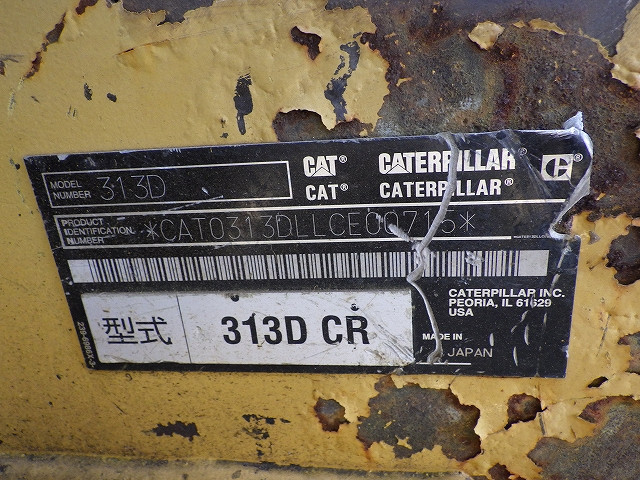 MODEL NUMBER 313D
CAT® CATERPILLAR® C®
CAT® CATERPILLAR®
PRODUCT IDENTIFICATION NUMBER *CAT0313DLLCE00715*
CATERPILLAR INC.
PEORIA, IL 61629
USA
型式 313D CR
MADE IN
JAPAN